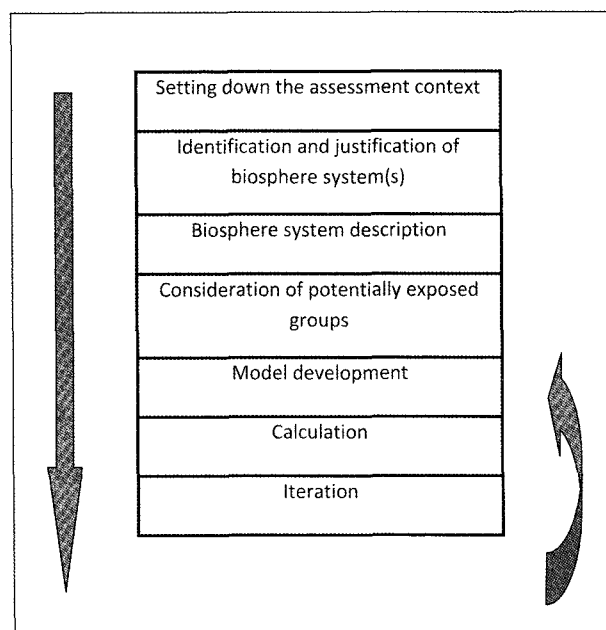 Setting down the assessment context
Identification and justification of
biosphere system(s)
Biosphere system description
Consideration of potentially exposed
groups
Model development
Calculation
Iteration